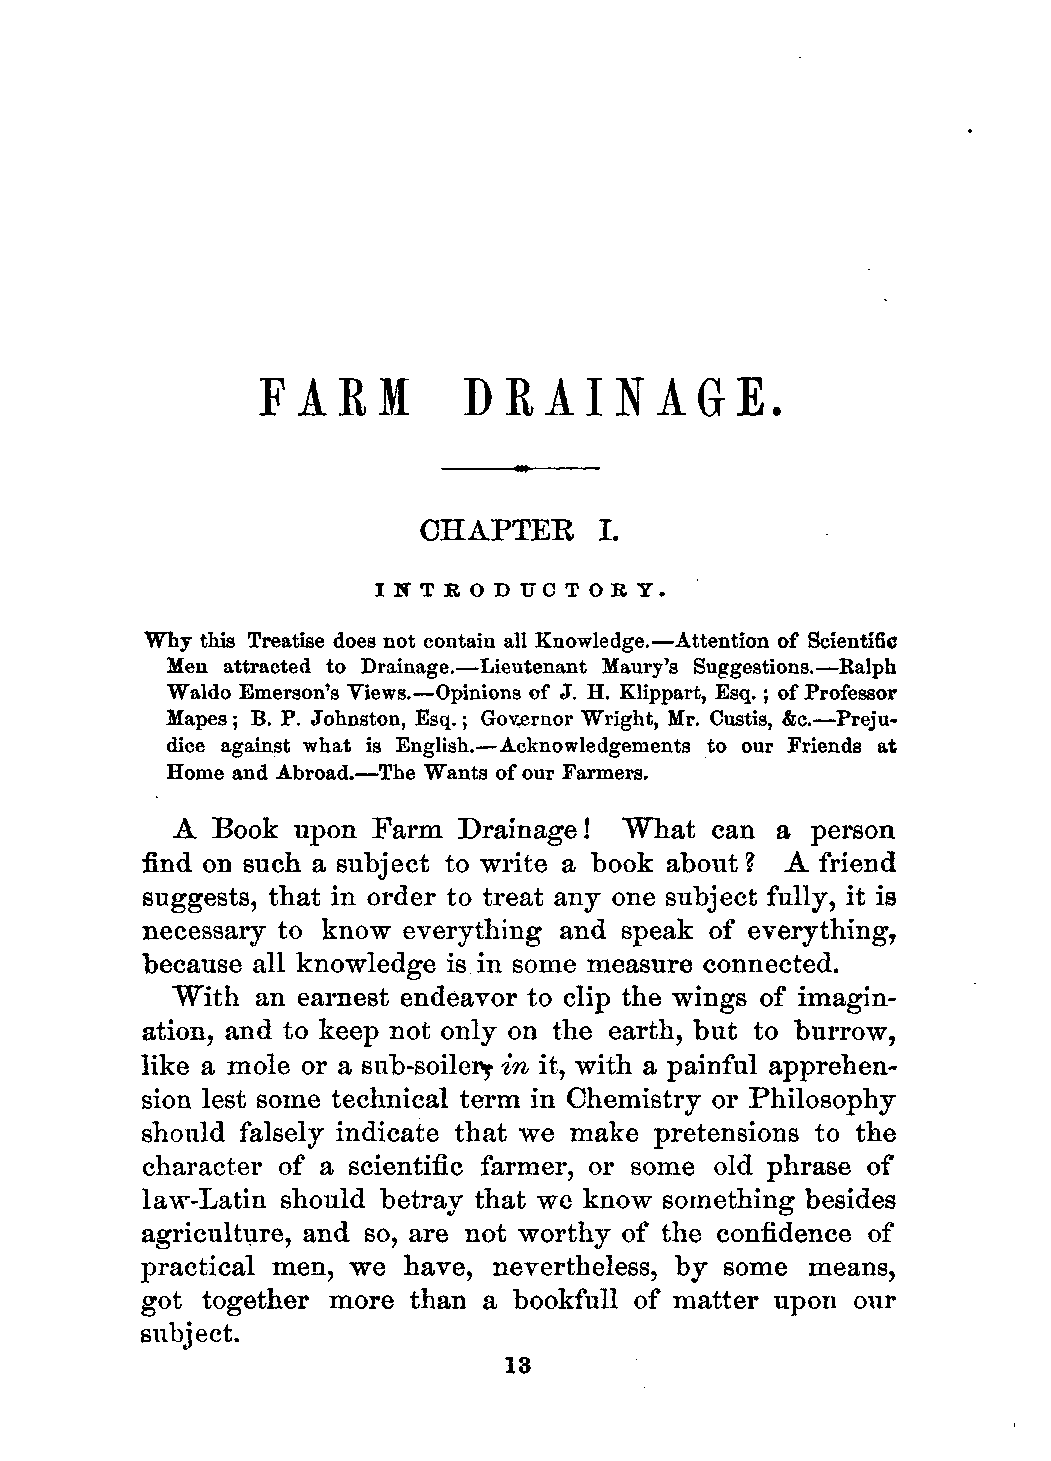 FARM DRAINAGE.
CHAPTER I.
INTRODUCTORY.
Why this Treatise does not contain all Knowledge.—Attention of Scientific
Men attracted to Drainage.—Lieutenant Maury's Suggestions.—Ralph
Waldo Emerson's Views.—Opinions of J. H. Klippart, Esq.; of Professor
Mapes; B. P. Johnston, Esq.; Governor Wright, Mr. Custis, &c.—Preju-
dice against what is English.—Acknowledgements to our Friends at
Home and Abroad.—The Wants of our Farmers.
A Book upon Farm Drainage! What can a person
find on such a subject to write a book about? A friend
suggests, that in order to treat any one subject fully, it is
necessary to know everything and speak of everything,
because all knowledge is in some measure connected.
With an earnest endeavor to clip the wings of imagin-
ation, and to keep not only on the earth, but to burrow,
like a mole or a sub-soiler, in it, with a painful apprehen-
sion lest some technical term in Chemistry or Philosophy
should falsely indicate that we make pretensions to the
character of a scientific farmer, or some old phrase of
law-Latin should betray that we know something besides
agriculture, and so, are not worthy of the confidence of
practical men, we have, nevertheless, by some means,
got together more than a bookfull of matter upon our
subject.
13